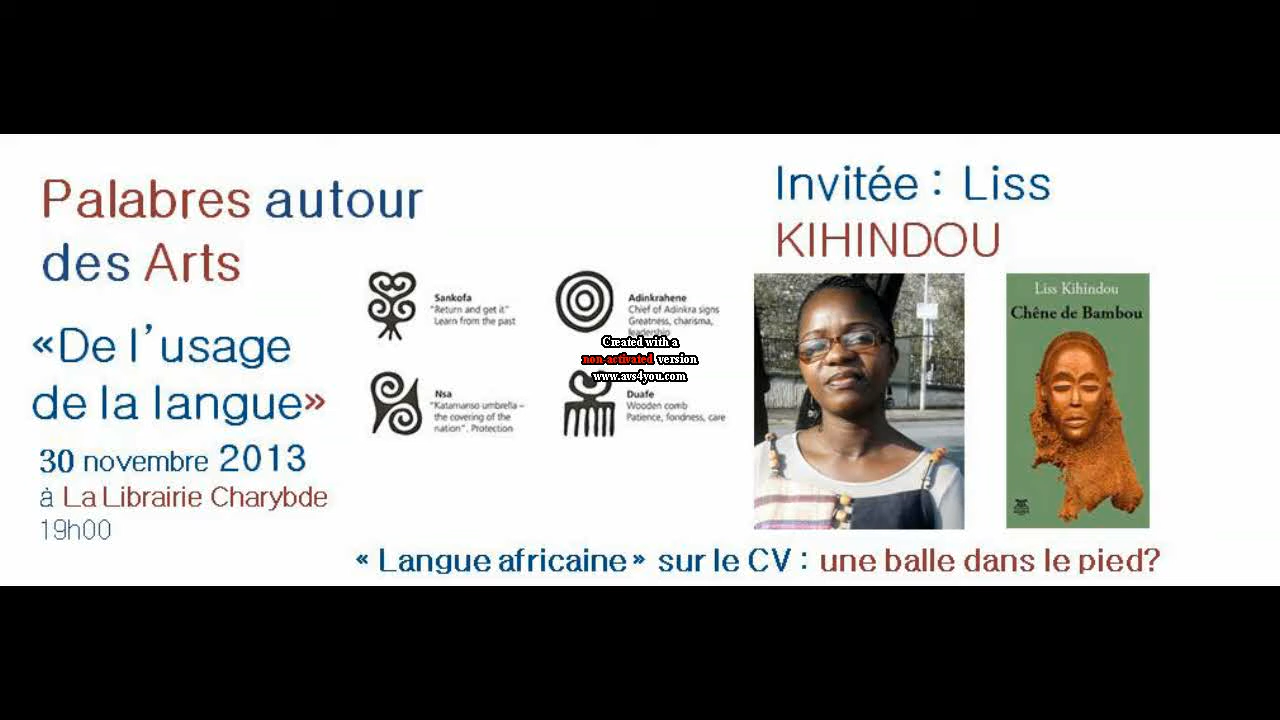 Palabres autour
des Arts
«De l'usage
de la langue»
30 novembre 2013
à La Librairie Charybde
19h00
Sankofa
"Return and get it"
Learn from the past
Adinkrahene
Chief of Adinkra signs
Greatness, charisma,
leadership
Nsa
"Katamanso umbrella –
the covering of the
nation". Protection
Duafe
Wooden comb
Patience, fondness, care
Created with a
non-activated version
www.avs4you.com
Invitée : Liss
KIHINDOU
Liss Kihindou
Chêne de Bambou
« Langue africaine » sur le CV : une balle dans le pied?